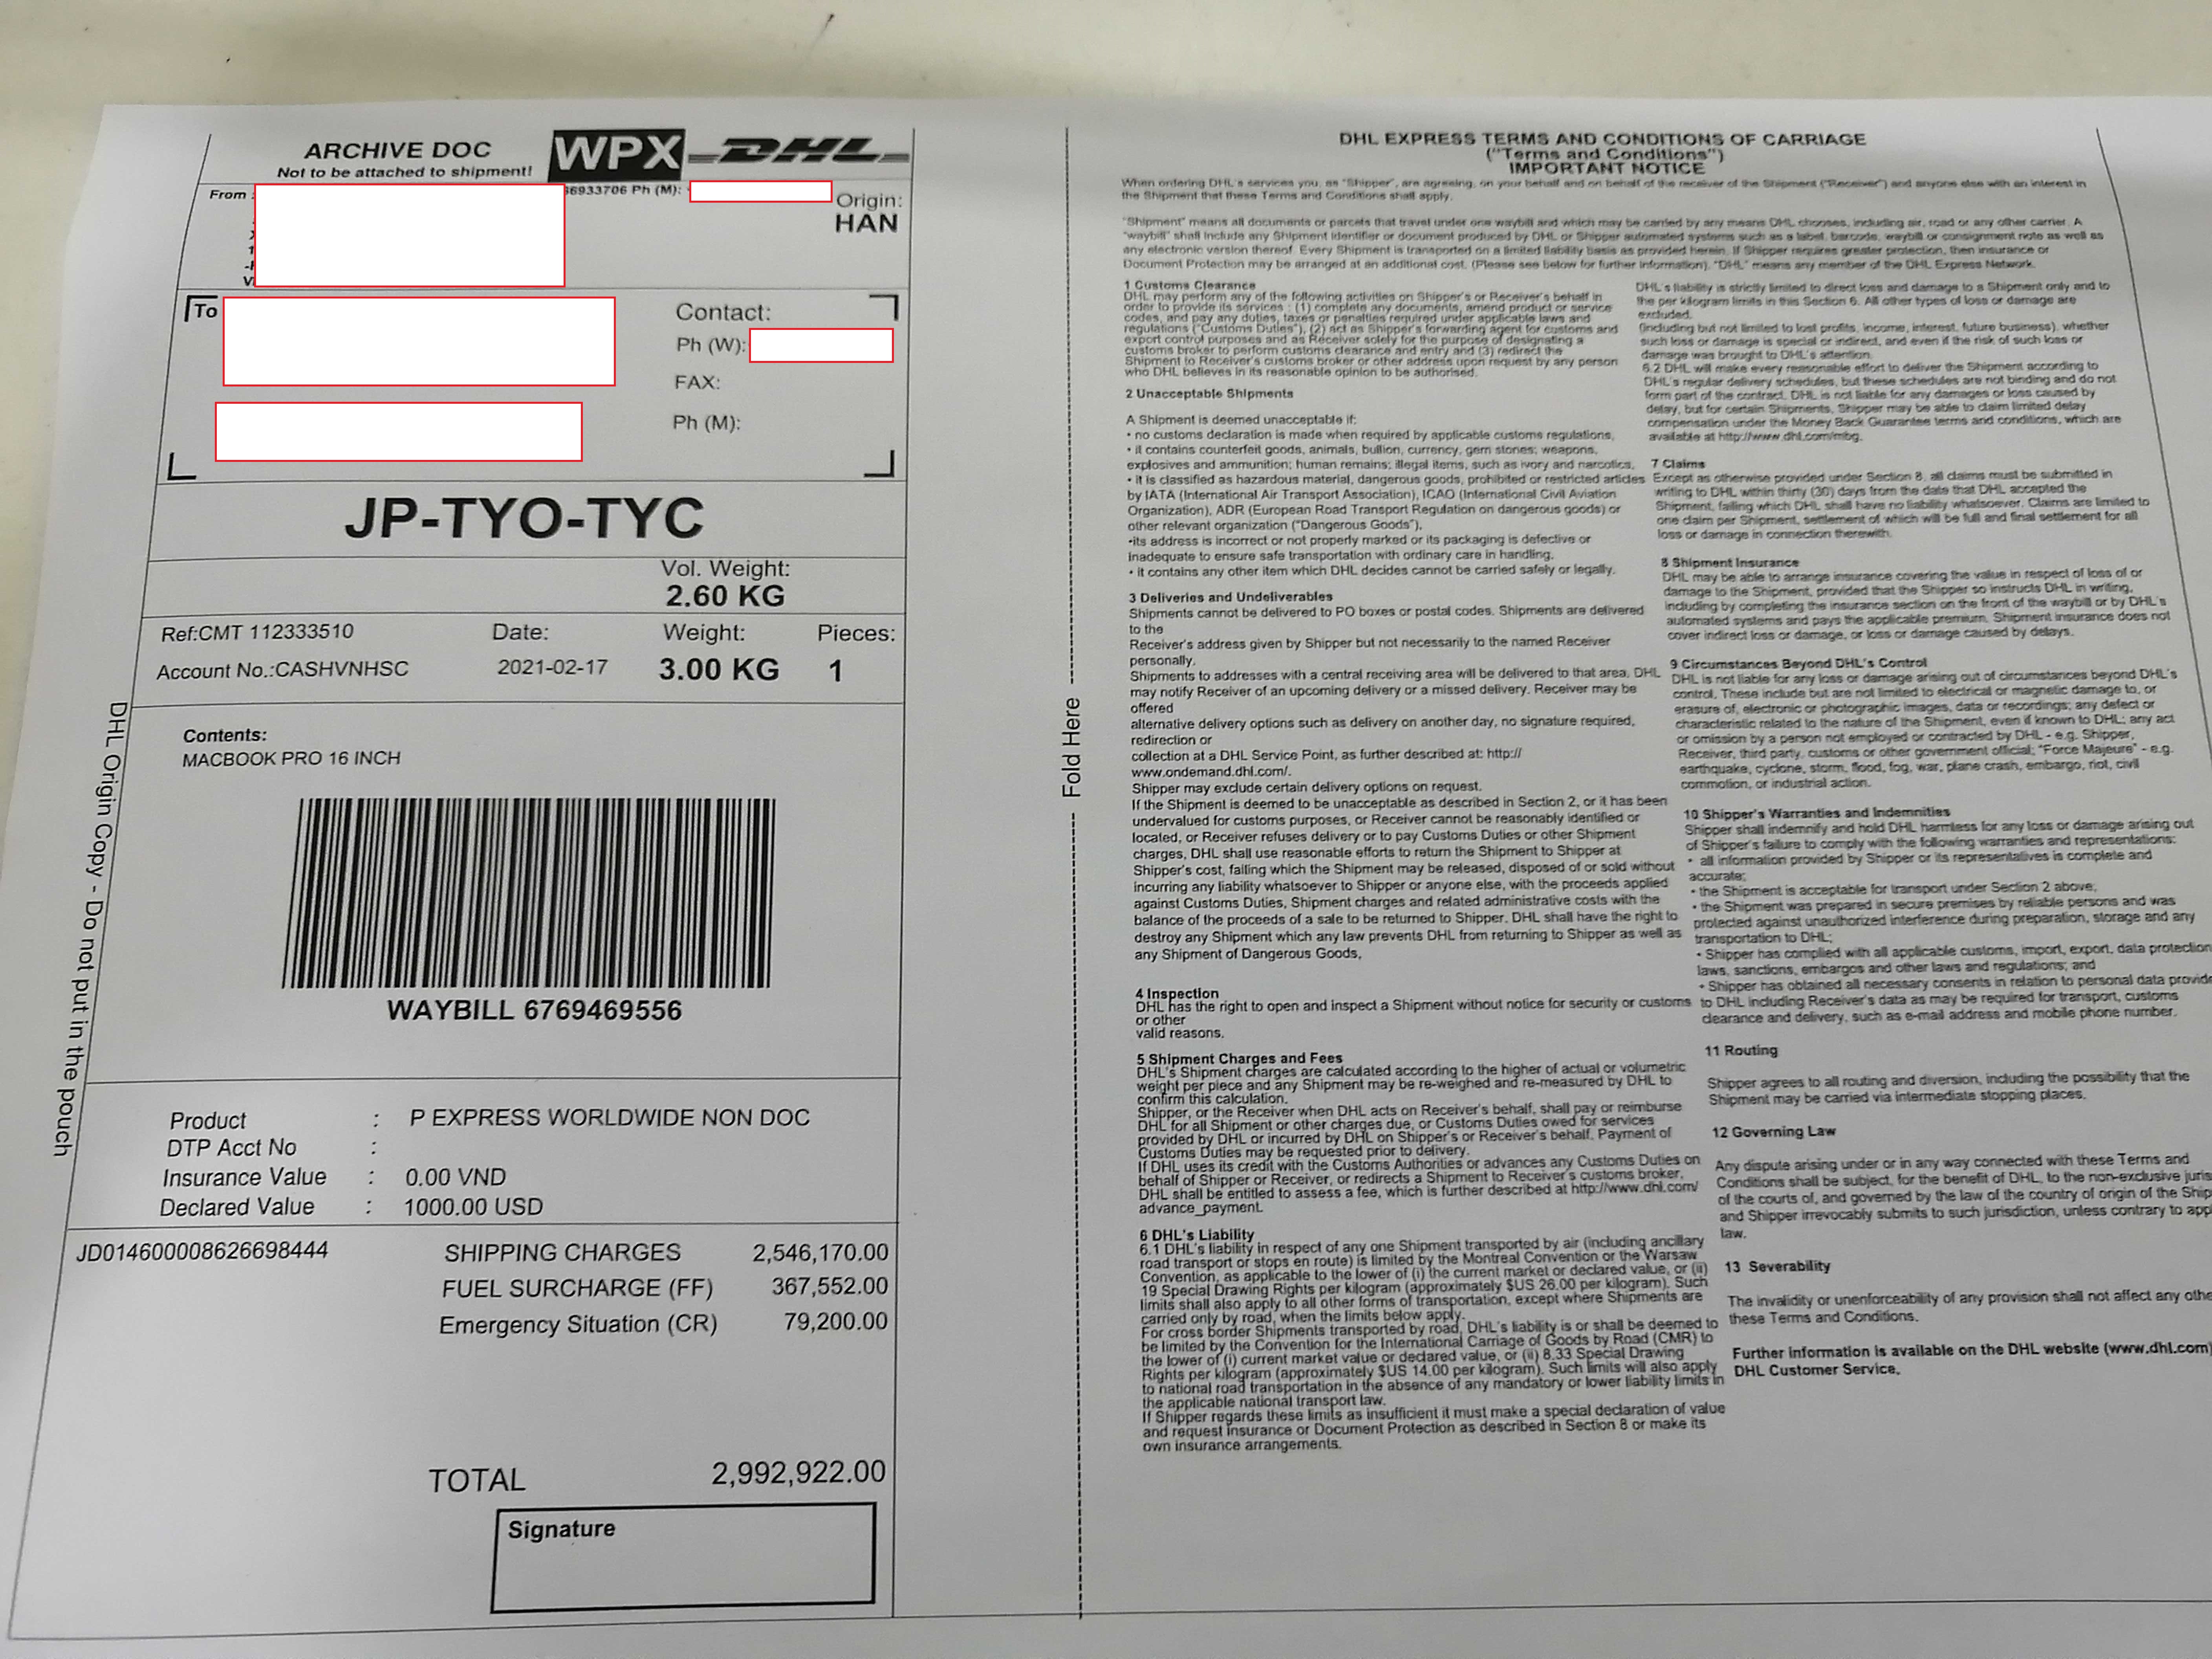 ARCHIVE DOC
Not to be attached to shipment!
WPX
DHL
From :
36933706 Ph (M):
Origin:
HAN
To
Contact:
Ph (W):
FAX:
Ph (M):
JP-TYO-TYC
Vol. Weight:
2.60 KG
Ref:CMT 112333510
Date:
Weight:
Pieces:
Account No.:CASHVNHSC
2021-02-17
3.00 KG
1
Contents:
MACBOOK PRO 16 INCH
WAYBILL 6769469556
DHL Origin Copy - Do not put in the pouch
Product : P EXPRESS WORLDWIDE NON DOC
DTP Acct No :
Insurance Value : 0.00 VND
Declared Value : 1000.00 USD
JD014600008626698444
SHIPPING CHARGES 2,546,170.00
FUEL SURCHARGE (FF) 367,552.00
Emergency Situation (CR) 79,200.00
TOTAL 2,992,922.00
Signature
Fold Here
DHL EXPRESS TERMS AND CONDITIONS OF CARRIAGE
("Terms and Conditions")
IMPORTANT NOTICE
When ordering DHL's services you, as "Shipper", are agreeing, on your behalf and on behalf of the receiver of the Shipment ("Receiver") and anyone else with an interest in
the Shipment that these Terms and Conditions shall apply.
"Shipment" means all documents or parcels that travel under one waybill and which may be carried by any means DHL chooses, including air, road or any other carrier. A
"waybill" shall include any Shipment identifier or document produced by DHL or Shipper automated systems such as a label, barcode, waybill or consignment note as well as
any electronic version thereof. Every Shipment is transported on a limited liability basis as provided herein. If Shipper requires greater protection, then insurance or
Document Protection may be arranged at an additional cost. (Please see below for further information). "DHL" means any member of the DHL Express Network.
1 Customs Clearance
DHL may perform any of the following activities on Shipper's or Receiver's behalf in
order to provide its services : (1) complete any documents, amend product or service
codes, and pay any duties, taxes or penalties required under applicable laws and
regulations ("Customs Duties"), (2) act as Shipper's forwarding agent for customs and
export control purposes and as Receiver solely for the purpose of designating a
customs broker to perform customs clearance and entry and (3) redirect the
Shipment to Receiver's customs broker or other address upon request by any person
who DHL believes in its reasonable opinion to be authorised.
2 Unacceptable Shipments
A Shipment is deemed unacceptable if:
• no customs declaration is made when required by applicable customs regulations,
• it contains counterfeit goods, animals, bullion, currency, gem stones; weapons,
explosives and ammunition; human remains; illegal items, such as ivory and narcotics,
• it is classified as hazardous material, dangerous goods, prohibited or restricted articles
by IATA (International Air Transport Association), ICAO (International Civil Aviation
Organization), ADR (European Road Transport Regulation on dangerous goods) or
other relevant organization ("Dangerous Goods"),
•its address is incorrect or not properly marked or its packaging is defective or
inadequate to ensure safe transportation with ordinary care in handling,
• it contains any other item which DHL decides cannot be carried safely or legally.
3 Deliveries and Undeliverables
Shipments cannot be delivered to PO boxes or postal codes. Shipments are delivered
to the
Receiver's address given by Shipper but not necessarily to the named Receiver
personally.
Shipments to addresses with a central receiving area will be delivered to that area. DHL
may notify Receiver of an upcoming delivery or a missed delivery. Receiver may be
offered
alternative delivery options such as delivery on another day, no signature required,
redirection or
collection at a DHL Service Point, as further described at: http://
www.ondemand.dhl.com/.
Shipper may exclude certain delivery options on request.
If the Shipment is deemed to be unacceptable as described in Section 2, or it has been
undervalued for customs purposes, or Receiver cannot be reasonably identified or
located, or Receiver refuses delivery or to pay Customs Duties or other Shipment
charges, DHL shall use reasonable efforts to return the Shipment to Shipper at
Shipper's cost, failing which the Shipment may be released, disposed of or sold without
incurring any liability whatsoever to Shipper or anyone else, with the proceeds applied
against Customs Duties, Shipment charges and related administrative costs with the
balance of the proceeds of a sale to be returned to Shipper. DHL shall have the right to
destroy any Shipment which any law prevents DHL from returning to Shipper as well as
any Shipment of Dangerous Goods,
4 Inspection
DHL has the right to open and inspect a Shipment without notice for security or customs
or other
valid reasons.
5 Shipment Charges and Fees
DHL's Shipment charges are calculated according to the higher of actual or volumetric
weight per piece and any Shipment may be re-weighed and re-measured by DHL to
confirm this calculation.
Shipper, or the Receiver when DHL acts on Receiver's behalf, shall pay or reimburse
DHL for all Shipment or other charges due, or Customs Duties owed for services
provided by DHL or incurred by DHL on Shipper's or Receiver's behalf. Payment of
Customs Duties may be requested prior to delivery.
If DHL uses its credit with the Customs Authorities or advances any Customs Duties on
behalf of Shipper or Receiver, or redirects a Shipment to Receiver's customs broker,
DHL shall be entitled to assess a fee, which is further described at http://www.dhl.com/
advance_payment.
6 DHL's Liability
6.1 DHL's liability in respect of any one Shipment transported by air (including ancillary
road transport or stops en route) is limited by the Montreal Convention or the Warsaw
Convention, as applicable to the lower of (i) the current market or declared value, or (ii)
19 Special Drawing Rights per kilogram (approximately $US 26.00 per kilogram). Such
limits shall also apply to all other forms of transportation, except where Shipments are
carried only by road, when the limits below apply.
For cross border Shipments transported by road, DHL's liability is or shall be deemed to
be limited by the Convention for the International Carriage of Goods by Road (CMR) to
the lower of (i) current market value or declared value, or (ii) 8.33 Special Drawing
Rights per kilogram (approximately $US 14.00 per kilogram). Such limits will also apply
to national road transportation in the absence of any mandatory or lower liability limits in
the applicable national transport law.
If Shipper regards these limits as insufficient it must make a special declaration of value
and request insurance or Document Protection as described in Section 8 or make its
own insurance arrangements.
DHL's liability is strictly limited to direct loss and damage to a Shipment only and to
the per kilogram limits in this Section 6. All other types of loss or damage are
excluded.
(including but not limited to lost profits, income, interest, future business), whether
such loss or damage is special or indirect, and even if the risk of such loss or
damage was brought to DHL's attention.
6.2 DHL will make every reasonable effort to deliver the Shipment according to
DHL's regular delivery schedules, but these schedules are not binding and do not
form part of the contract. DHL is not liable for any damages or loss caused by
delay, but for certain Shipments, Shipper may be able to claim limited delay
compensation under the Money Back Guarantee terms and conditions, which are
available at http://www.dhl.com/mbg.
7 Claims
Except as otherwise provided under Section 8, all claims must be submitted in
writing to DHL within thirty (30) days from the date that DHL accepted the
Shipment, failing which DHL shall have no liability whatsoever. Claims are limited to
one claim per Shipment, settlement of which will be full and final settlement for all
loss or damage in connection therewith.
8 Shipment Insurance
DHL may be able to arrange insurance covering the value in respect of loss of or
damage to the Shipment, provided that the Shipper so instructs DHL in writing,
including by completing the insurance section on the front of the waybill or by DHL's
automated systems and pays the applicable premium. Shipment insurance does not
cover indirect loss or damage, or loss or damage caused by delays.
9 Circumstances Beyond DHL's Control
DHL is not liable for any loss or damage arising out of circumstances beyond DHL's
control. These include but are not limited to electrical or magnetic damage to, or
erasure of, electronic or photographic images, data or recordings; any defect or
characteristic related to the nature of the Shipment, even if known to DHL; any act
or omission by a person not employed or contracted by DHL - e.g. Shipper,
Receiver, third party, customs or other government official; "Force Majeure" - e.g.
earthquake, cyclone, storm, flood, fog, war, plane crash, embargo, riot, civil
commotion, or industrial action.
10 Shipper's Warranties and Indemnities
Shipper shall indemnify and hold DHL harmless for any loss or damage arising out
of Shipper's failure to comply with the following warranties and representations:
• all information provided by Shipper or its representatives is complete and
accurate;
• the Shipment is acceptable for transport under Section 2 above;
• the Shipment was prepared in secure premises by reliable persons and was
protected against unauthorized interference during preparation, storage and any
transportation to DHL;
• Shipper has complied with all applicable customs, import, export, data protection
laws, sanctions, embargos and other laws and regulations; and
• Shipper has obtained all necessary consents in relation to personal data provide
to DHL including Receiver's data as may be required for transport, customs
clearance and delivery, such as e-mail address and mobile phone number.
11 Routing
Shipper agrees to all routing and diversion, including the possibility that the
Shipment may be carried via intermediate stopping places.
12 Governing Law
Any dispute arising under or in any way connected with these Terms and
Conditions shall be subject, for the benefit of DHL, to the non-exclusive juris
of the courts of, and governed by the law of the country of origin of the Ship
and Shipper irrevocably submits to such jurisdiction, unless contrary to app
law.
13 Severability
The invalidity or unenforceability of any provision shall not affect any othe
these Terms and Conditions.
Further information is available on the DHL website (www.dhl.com)
DHL Customer Service.